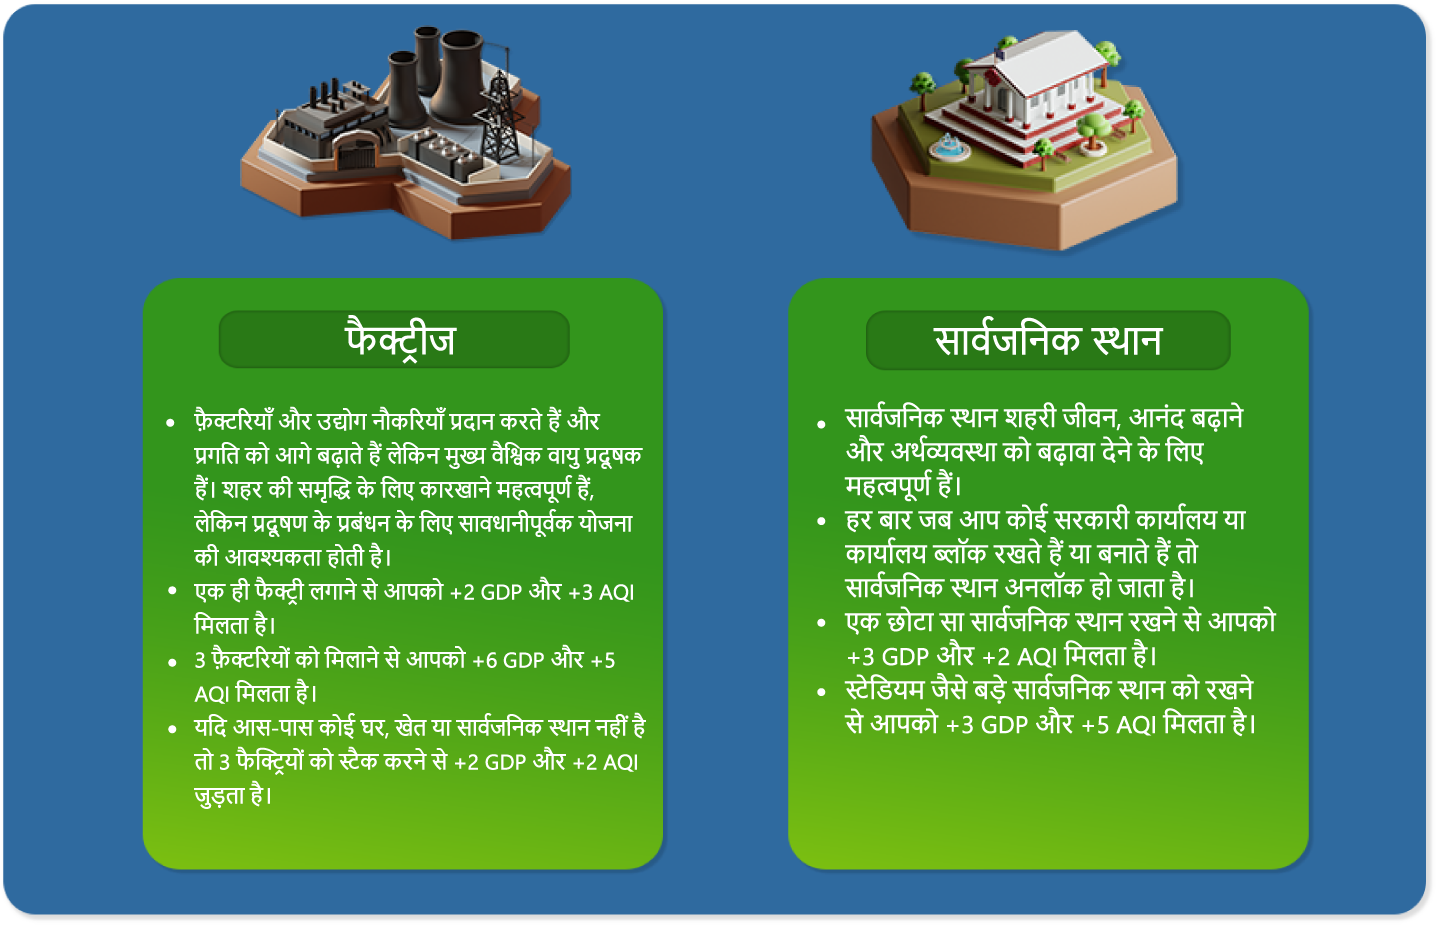 फैक्ट्रीज
• फ़ैक्टरियाँ और उद्योग नौकरियाँ प्रदान करते हैं और
प्रगति को आगे बढ़ाते हैं लेकिन मुख्य वैश्विक वायु प्रदूषक
हैं। शहर की समृद्धि के लिए कारखाने महत्वपूर्ण हैं,
लेकिन प्रदूषण के प्रबंधन के लिए सावधानीपूर्वक योजना
की आवश्यकता होती है।
• एक ही फैक्ट्री लगाने से आपको +2 GDP और +3 AQI
मिलता है।
• 3 फ़ैक्टरियों को मिलाने से आपको +6 GDP और +5
AQI मिलता है।
• यदि आस-पास कोई घर, खेत या सार्वजनिक स्थान नहीं है
तो 3 फैक्ट्रियों को स्टैक करने से +2 GDP और +2 AQI
जुड़ता है।
सार्वजनिक स्थान
• सार्वजनिक स्थान शहरी जीवन, आनंद बढ़ाने
और अर्थव्यवस्था को बढ़ावा देने के लिए
महत्वपूर्ण हैं।
• हर बार जब आप कोई सरकारी कार्यालय या
कार्यालय ब्लॉक रखते हैं या बनाते हैं तो
सार्वजनिक स्थान अनलॉक हो जाता है।
• एक छोटा सा सार्वजनिक स्थान रखने से आपको
+3 GDP और +2 AQI मिलता है।
• स्टेडियम जैसे बड़े सार्वजनिक स्थान को रखने
से आपको +3 GDP और +5 AQI मिलता है।